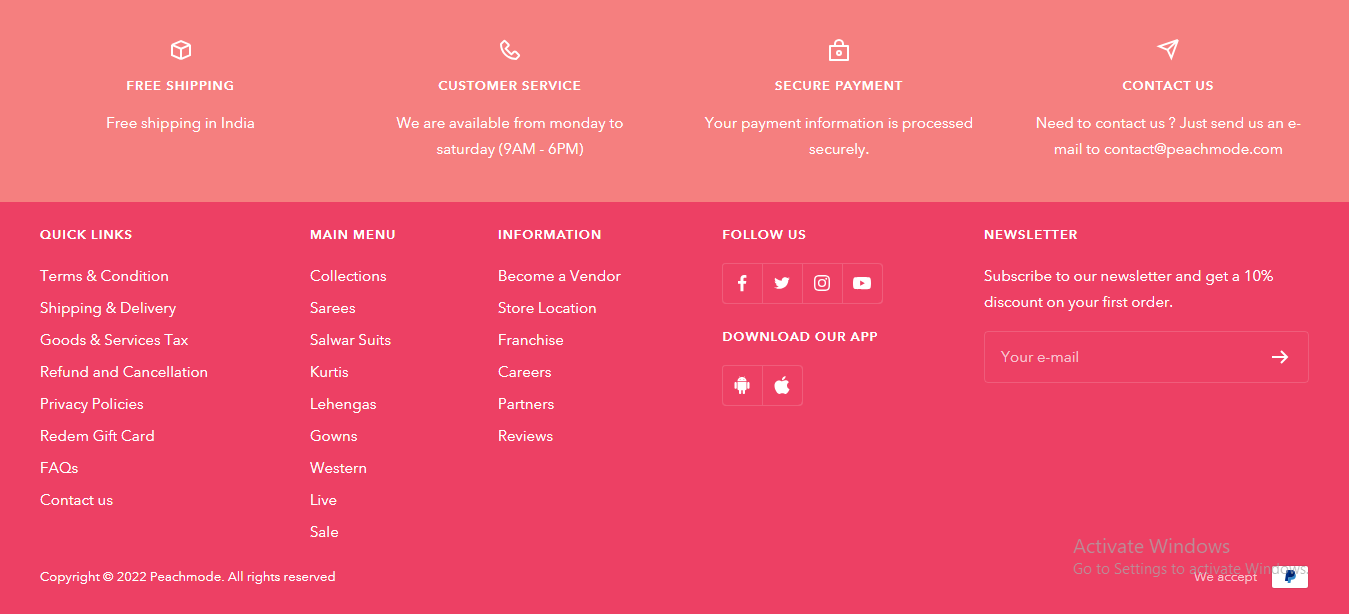 FREE SHIPPING
Free shipping in India
CUSTOMER SERVICE
We are available from monday to
saturday (9AM - 6PM)
SECURE PAYMENT
Your payment information is processed
securely.
CONTACT US
Need to contact us ? Just send us an e-
mail to contact@peachmode.com
QUICK LINKS
Terms & Condition
Shipping & Delivery
Goods & Services Tax
Refund and Cancellation
Privacy Policies
Redem Gift Card
FAQs
Contact us
MAIN MENU
Collections
Sarees
Salwar Suits
Kurtis
Lehengas
Gowns
Western
Live
Sale
INFORMATION
Become a Vendor
Store Location
Franchise
Careers
Partners
Reviews
FOLLOW US
DOWNLOAD OUR APP
NEWSLETTER
Subscribe to our newsletter and get a 10%
discount on your first order.
Your e-mail
Activate Windows
Go to Settings to activate Windows.
Copyright © 2022 Peachmode. All rights reserved
We accept